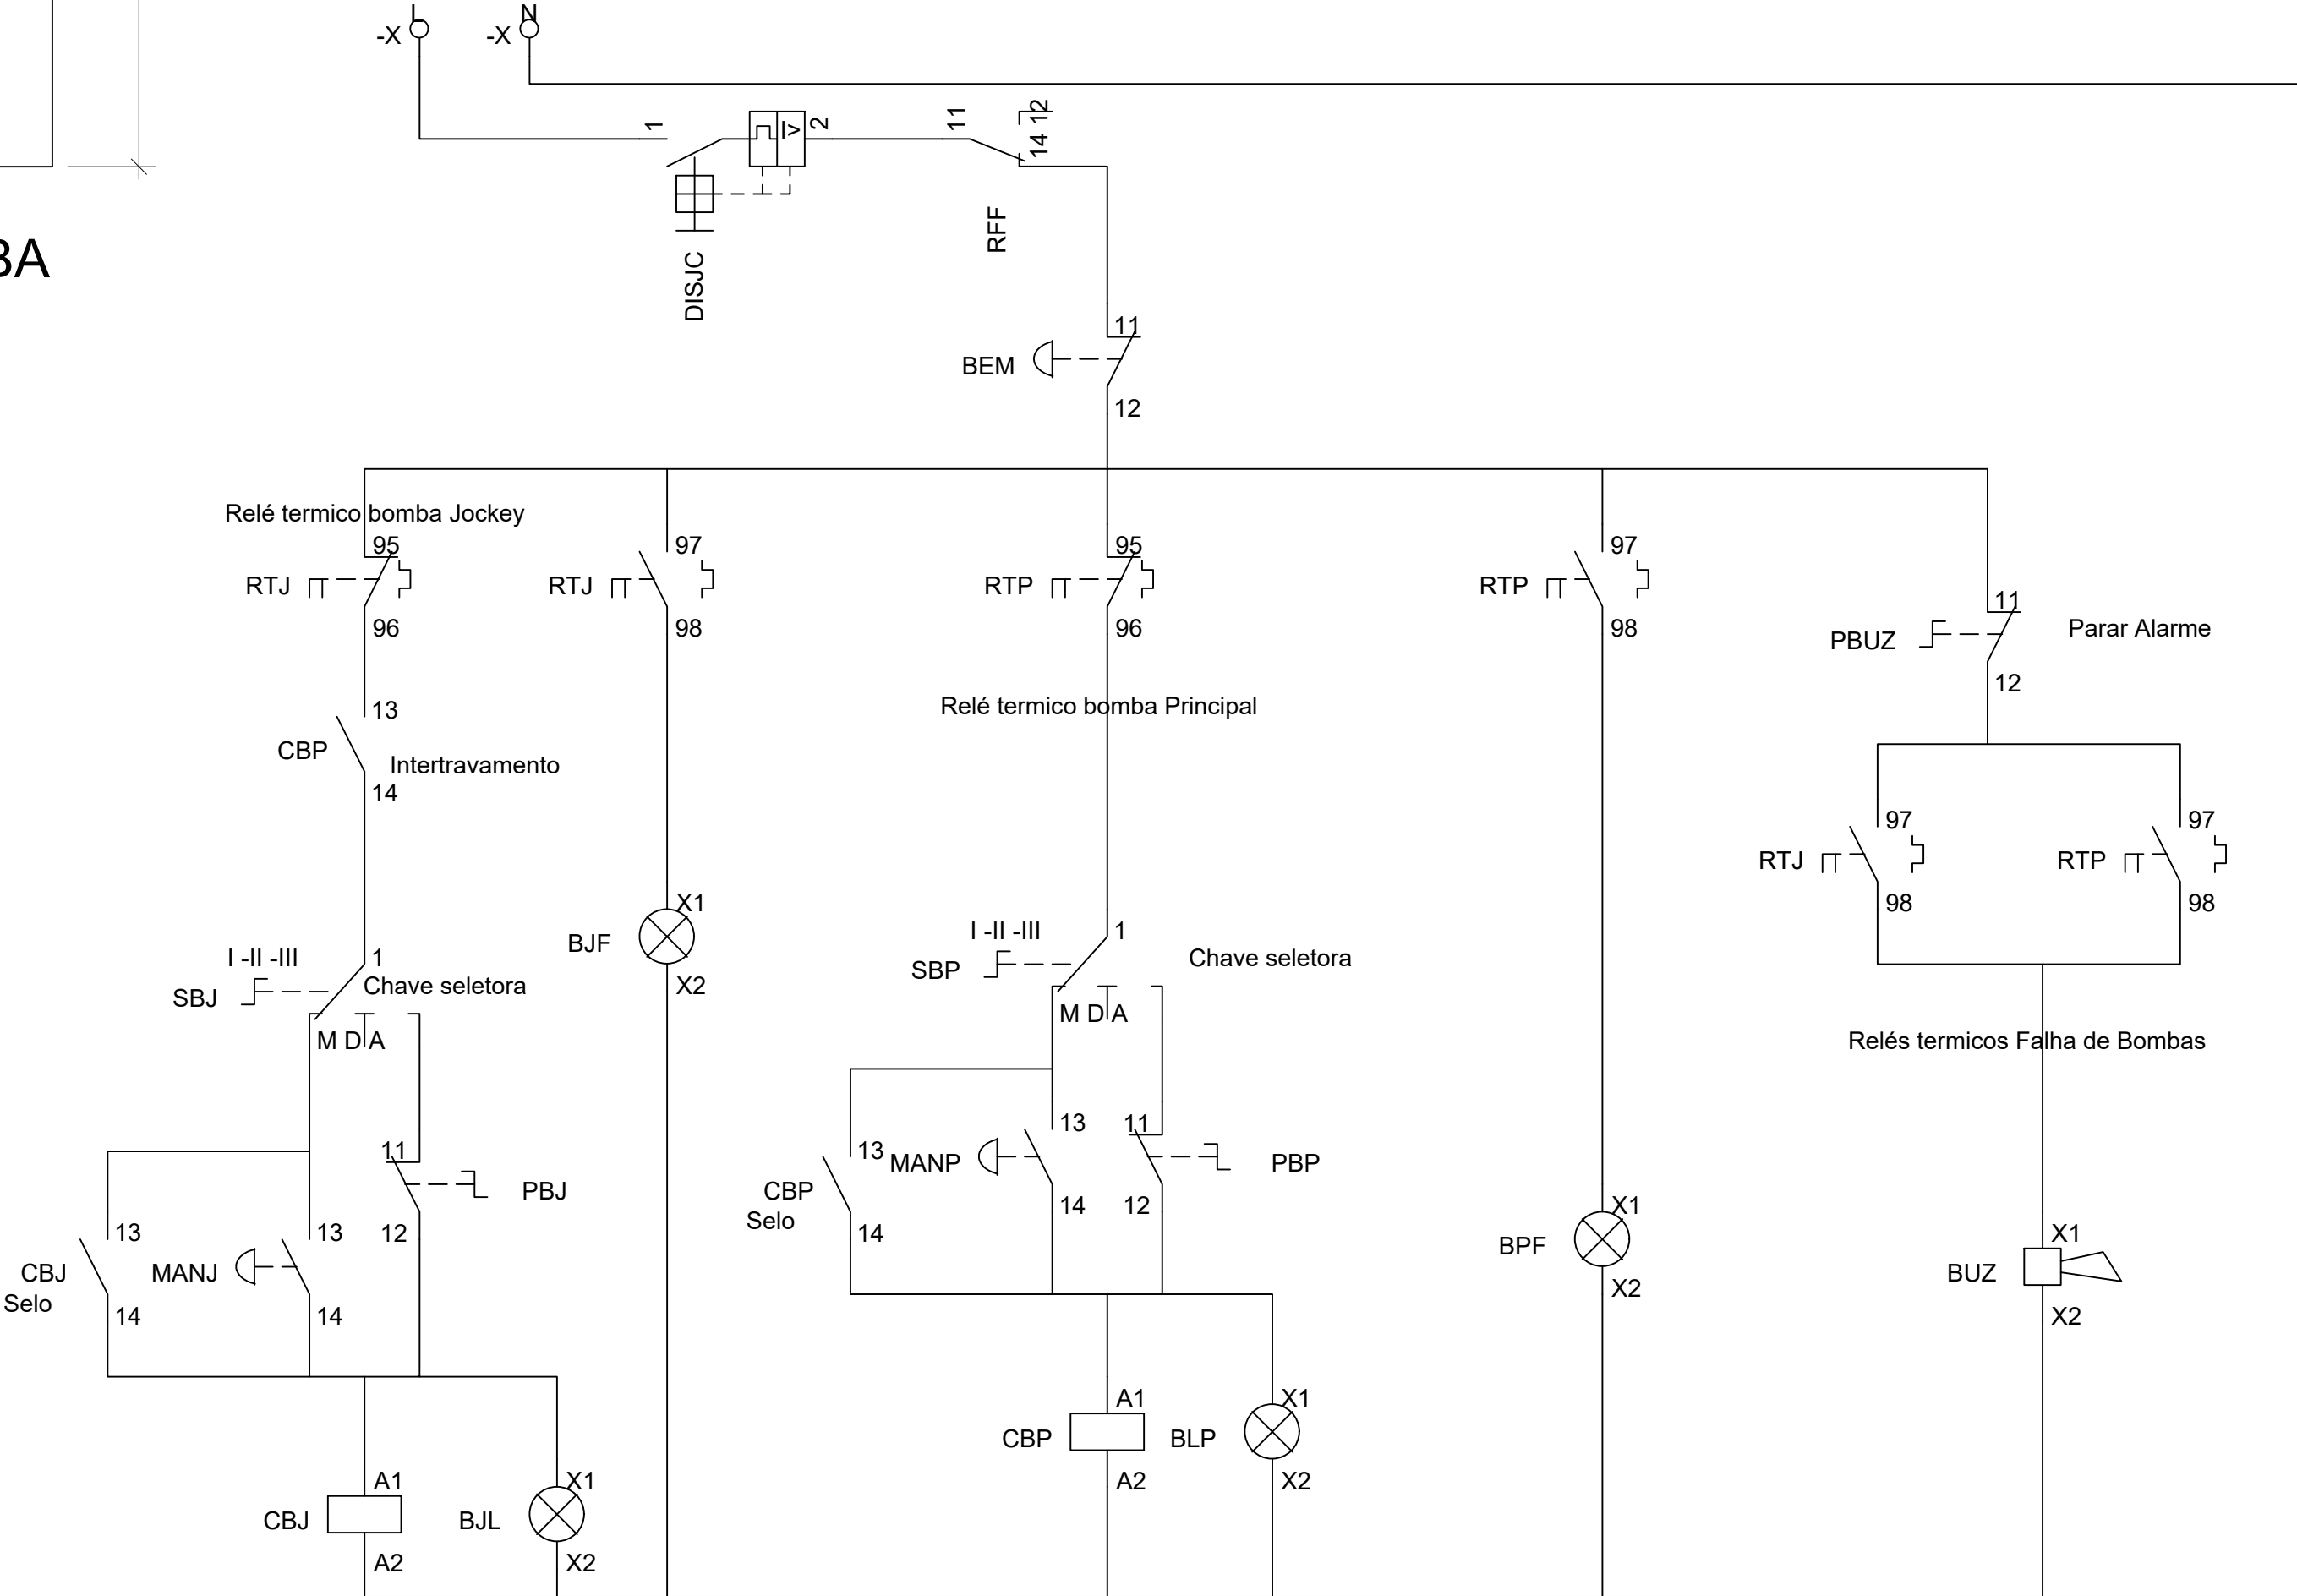 L
N
-X
-X
1
2
I>
11
14 12
RFF
DISJC
BA
11
BEM
12
Relé termico bomba Jockey
95
RTJ
96
97
RTJ
98
95
RTP
96
97
RTP
98
11
PBUZ
Parar Alarme
12
13
CBP
Intertravamento
14
Relé termico bomba Principal
97
RTJ
98
97
RTP
98
X1
BJF
X2
I -II -III
1
SBJ
Chave seletora
M D A
I -II -III
1
SBP
Chave seletora
M D A
Relés termicos Falha de Bombas
11
PBJ
12
13
CBJ
Selo
14
13
MANJ
14
13
CBP
Selo
14
13
MANP
14
11
PBP
12
X1
BPF
X2
X1
BUZ
X2
A1
CBP
A2
X1
BLP
X2
A1
CBJ
A2
X1
BJL
X2